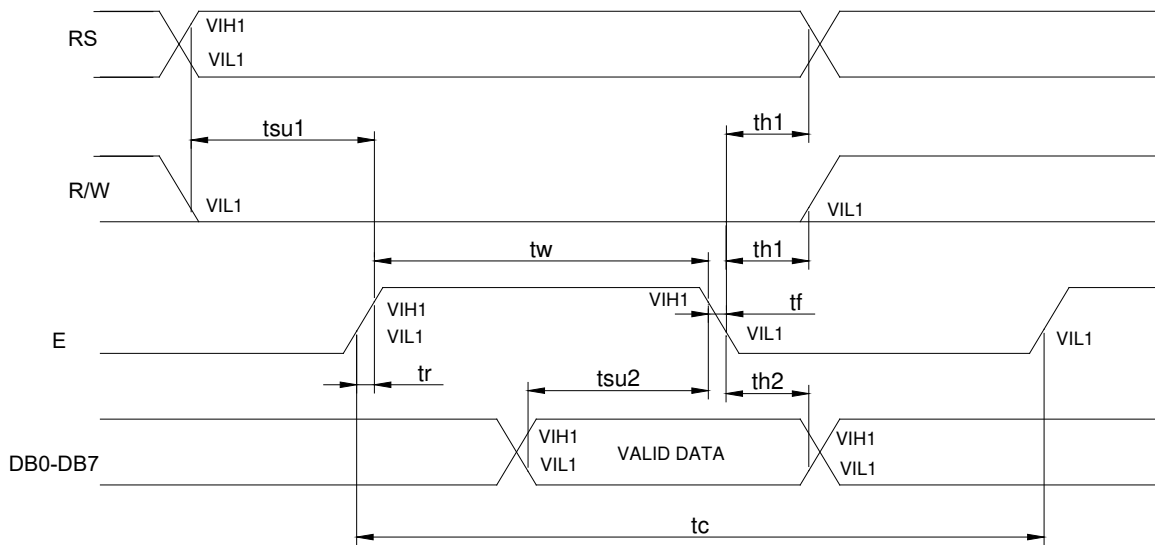 RS
VIH1
VIL1
tsu1
th1
R/W
VIL1
VIL1
tw
th1
VIH1
VIH1
tf
E
VIL1
VIL1
VIL1
tr
tsu2
th2
DB0-DB7
VIH1
VIL1
VALID DATA
VIH1
VIL1
tc